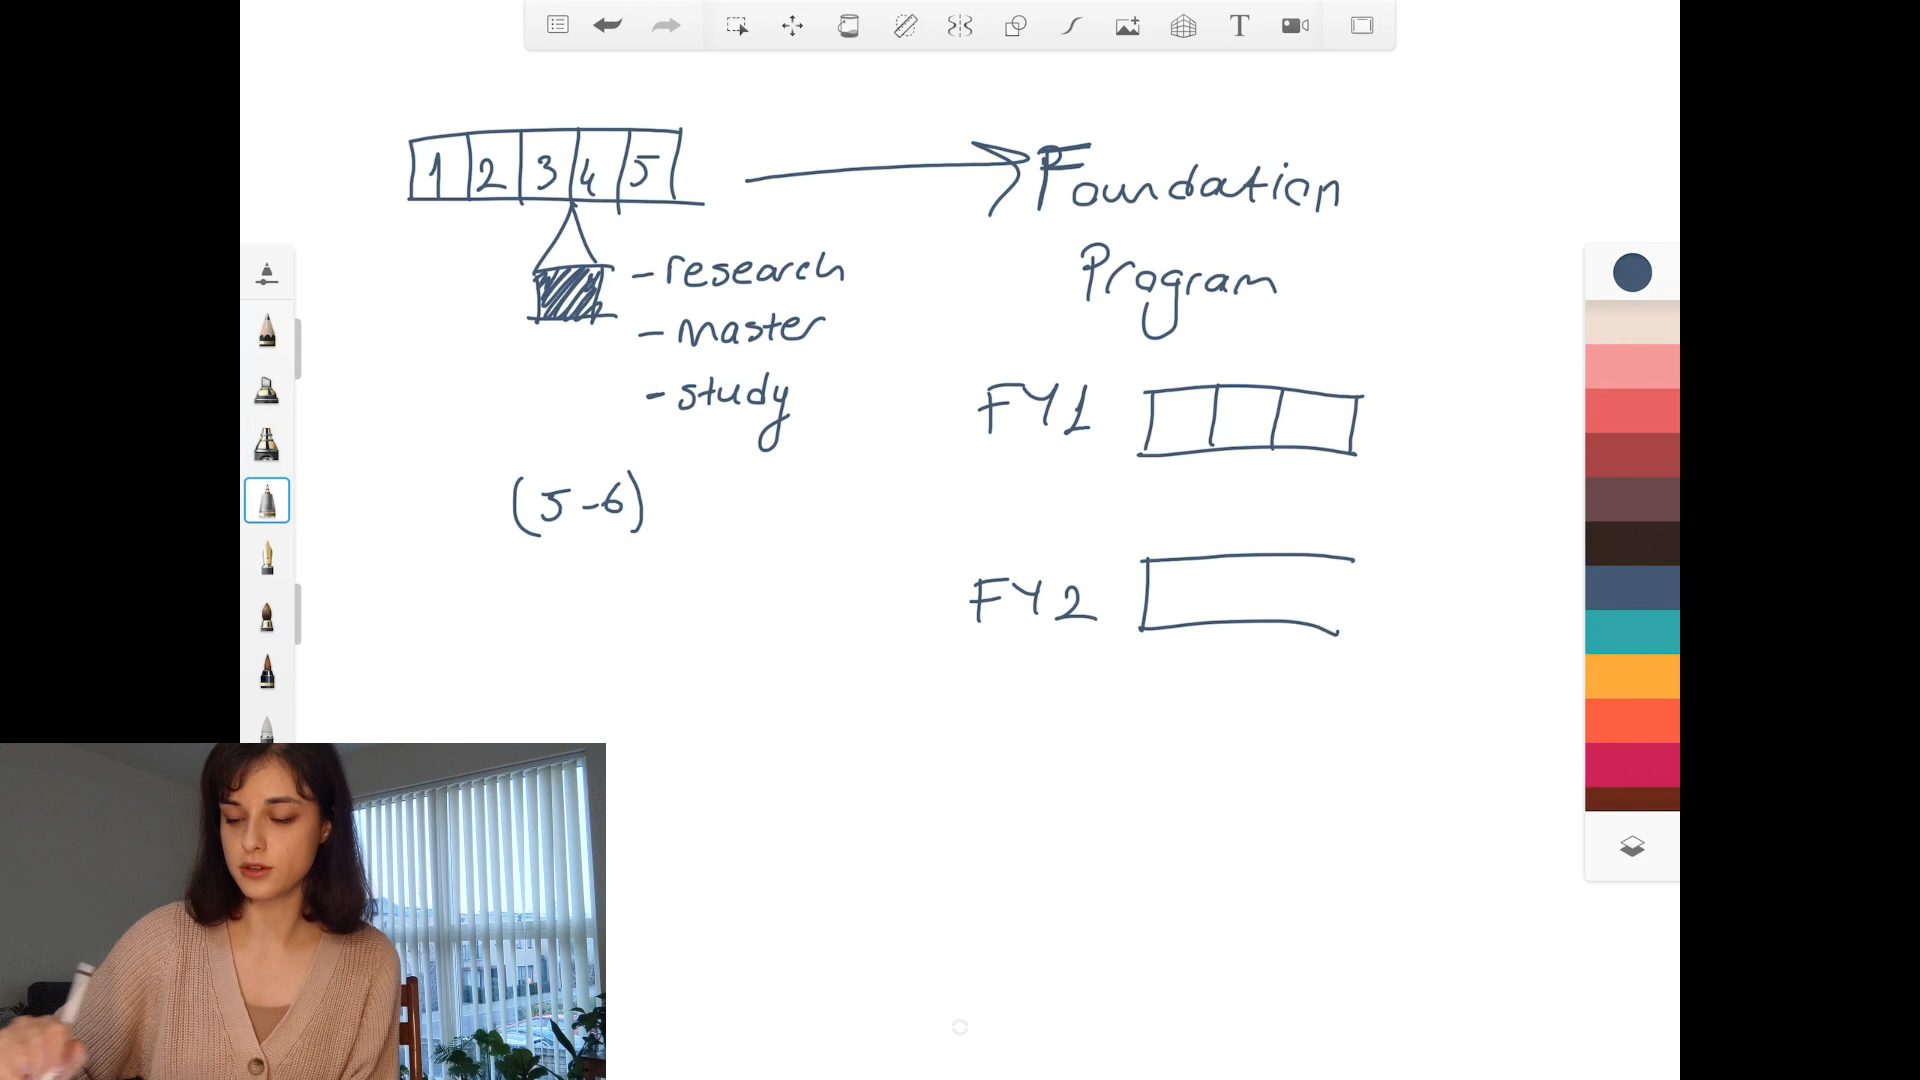 1 2 3 4 5
Foundation
Program
- research
- master
- study
(5-6)
FY1
FY2
T